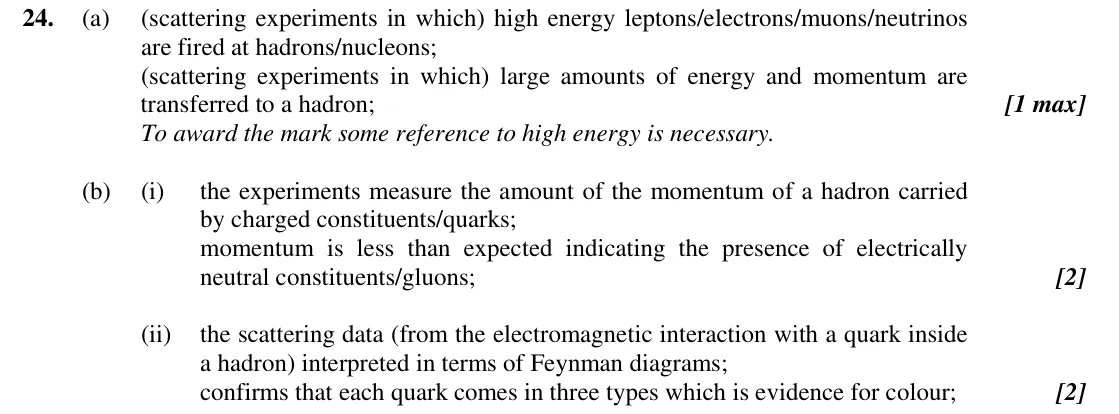 24. (a) (scattering experiments in which) high energy leptons/electrons/muons/neutrinos
are fired at hadrons/nucleons;
(scattering experiments in which) large amounts of energy and momentum are
transferred to a hadron; [1 max]
To award the mark some reference to high energy is necessary.
(b) (i) the experiments measure the amount of the momentum of a hadron carried
by charged constituents/quarks;
momentum is less than expected indicating the presence of electrically
neutral constituents/gluons; [2]
(ii) the scattering data (from the electromagnetic interaction with a quark inside
a hadron) interpreted in terms of Feynman diagrams;
confirms that each quark comes in three types which is evidence for colour; [2]